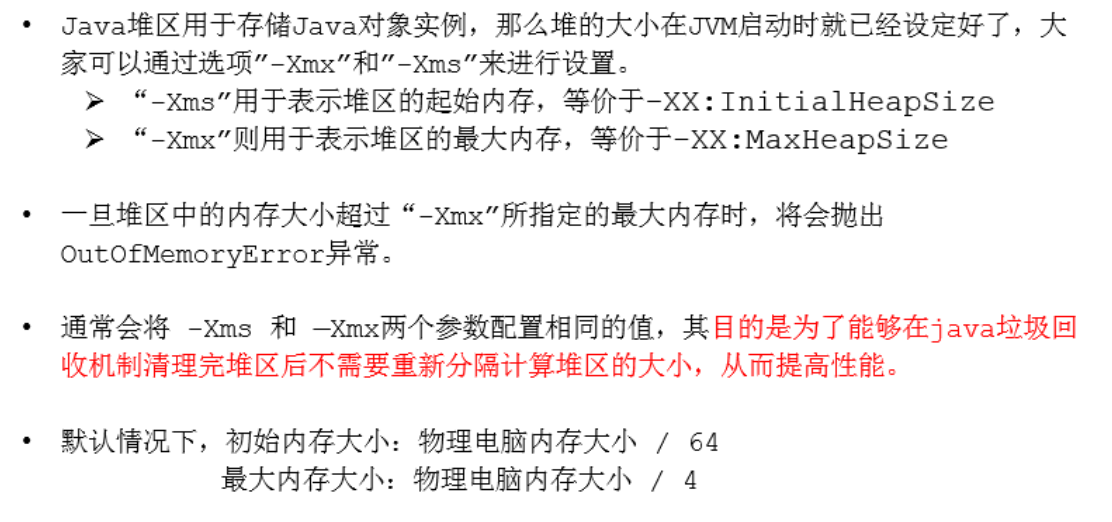 • Java堆区用于存储Java对象实例，那么堆的大小在JVM启动时就已经设定好了，大
家可以通过选项"-Xmx"和"-Xms"来进行设置。
➤ “-Xms"用于表示堆区的起始内存，等价于-XX:InitialHeapSize
➤ “-Xmx"则用于表示堆区的最大内存，等价于-XX:MaxHeapSize
• 一旦堆区中的内存大小超过“-Xmx"所指定的最大内存时，将会抛出
OutOfMemoryError异常。
• 通常会将 -Xms 和 –Xmx两个参数配置相同的值，其目的是为了能够在java垃圾回
收机制清理完堆区后不需要重新分隔计算堆区的大小，从而提高性能。
• 默认情况下，初始内存大小：物理电脑内存大小 / 64
最大内存大小：物理电脑内存大小 / 4